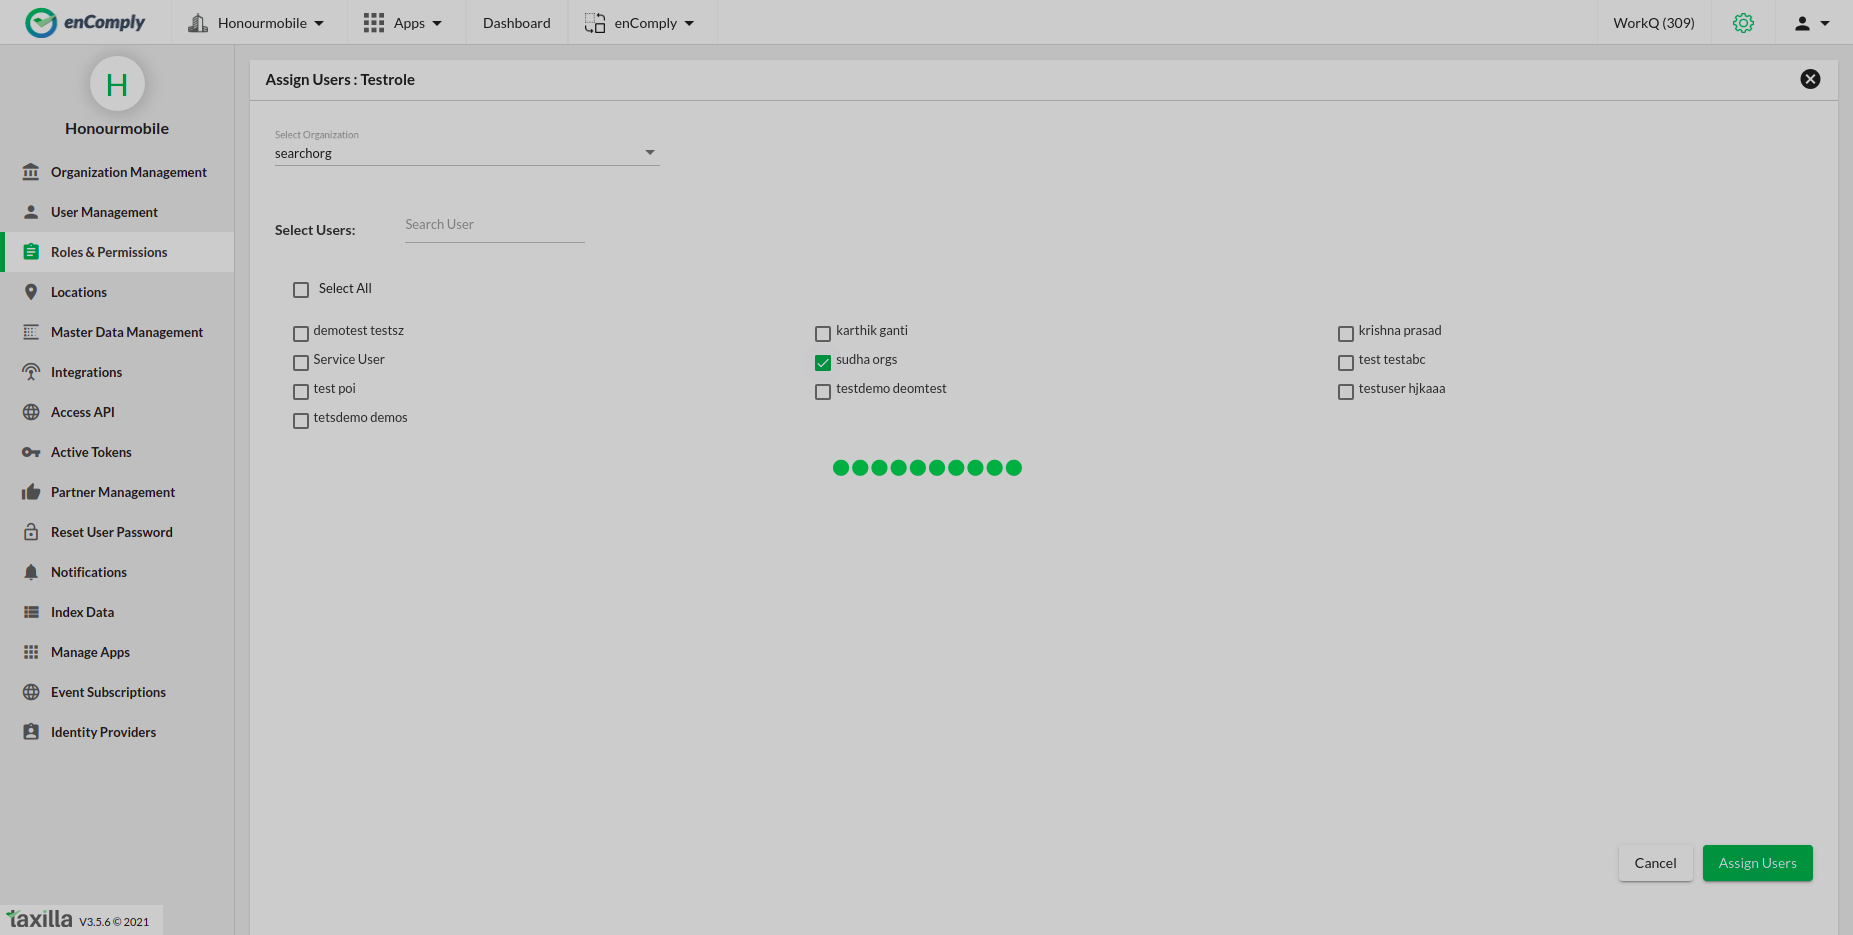 enComply
Honourmobile
Apps
Dashboard
enComply
WorkQ (309)
H
Honourmobile
Organization Management
User Management
Roles & Permissions
Locations
Master Data Management
Integrations
Access API
Active Tokens
Partner Management
Reset User Password
Notifications
Index Data
Manage Apps
Event Subscriptions
Identity Providers
taxilla V3.5.6 © 2021
Assign Users : Testrole
Select Organization
searchorg
Select Users:
Search User
Select All
demotest testsz
karthik ganti
krishna prasad
Service User
sudha orgs
test testabc
test poi
testdemo deomtest
testuser hjkaaa
tetsdemo demos
Cancel
Assign Users